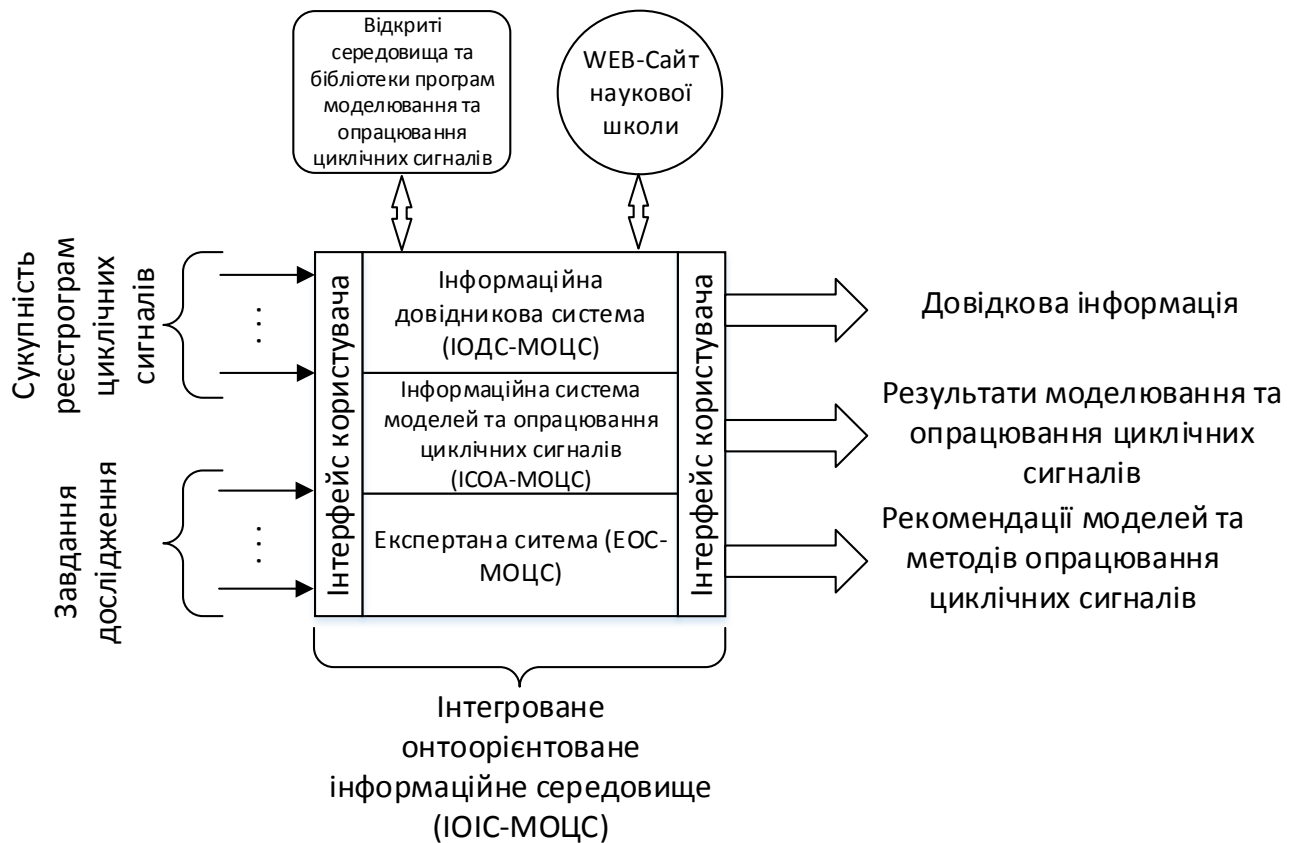 Відкриті
середовища та
бібліотеки програм
моделювання та
опрацювання
циклічних сигналів
WEB-Сайт
наукової
школи
Сукупність
реєстрограм
циклічних
сигналів
Завдання
дослідження
Інтерфейс користувача
Інформаційна
довідникова система
(ІОДС-МОЦС)
Інформаційна система
моделей та опрацювання
циклічних сигналів
(ІСОА-МОЦС)
Експертана ситема (ЕОС-
МОЦС)
Інтерфейс користувача
Довідкова інформація
Результати моделювання та
опрацювання циклічних
сигналів
Рекомендації моделей та
методів опрацювання
циклічних сигналів
Інтегроване
онтоорієнтоване
інформаційне середовище
(ІОІС-МОЦС)